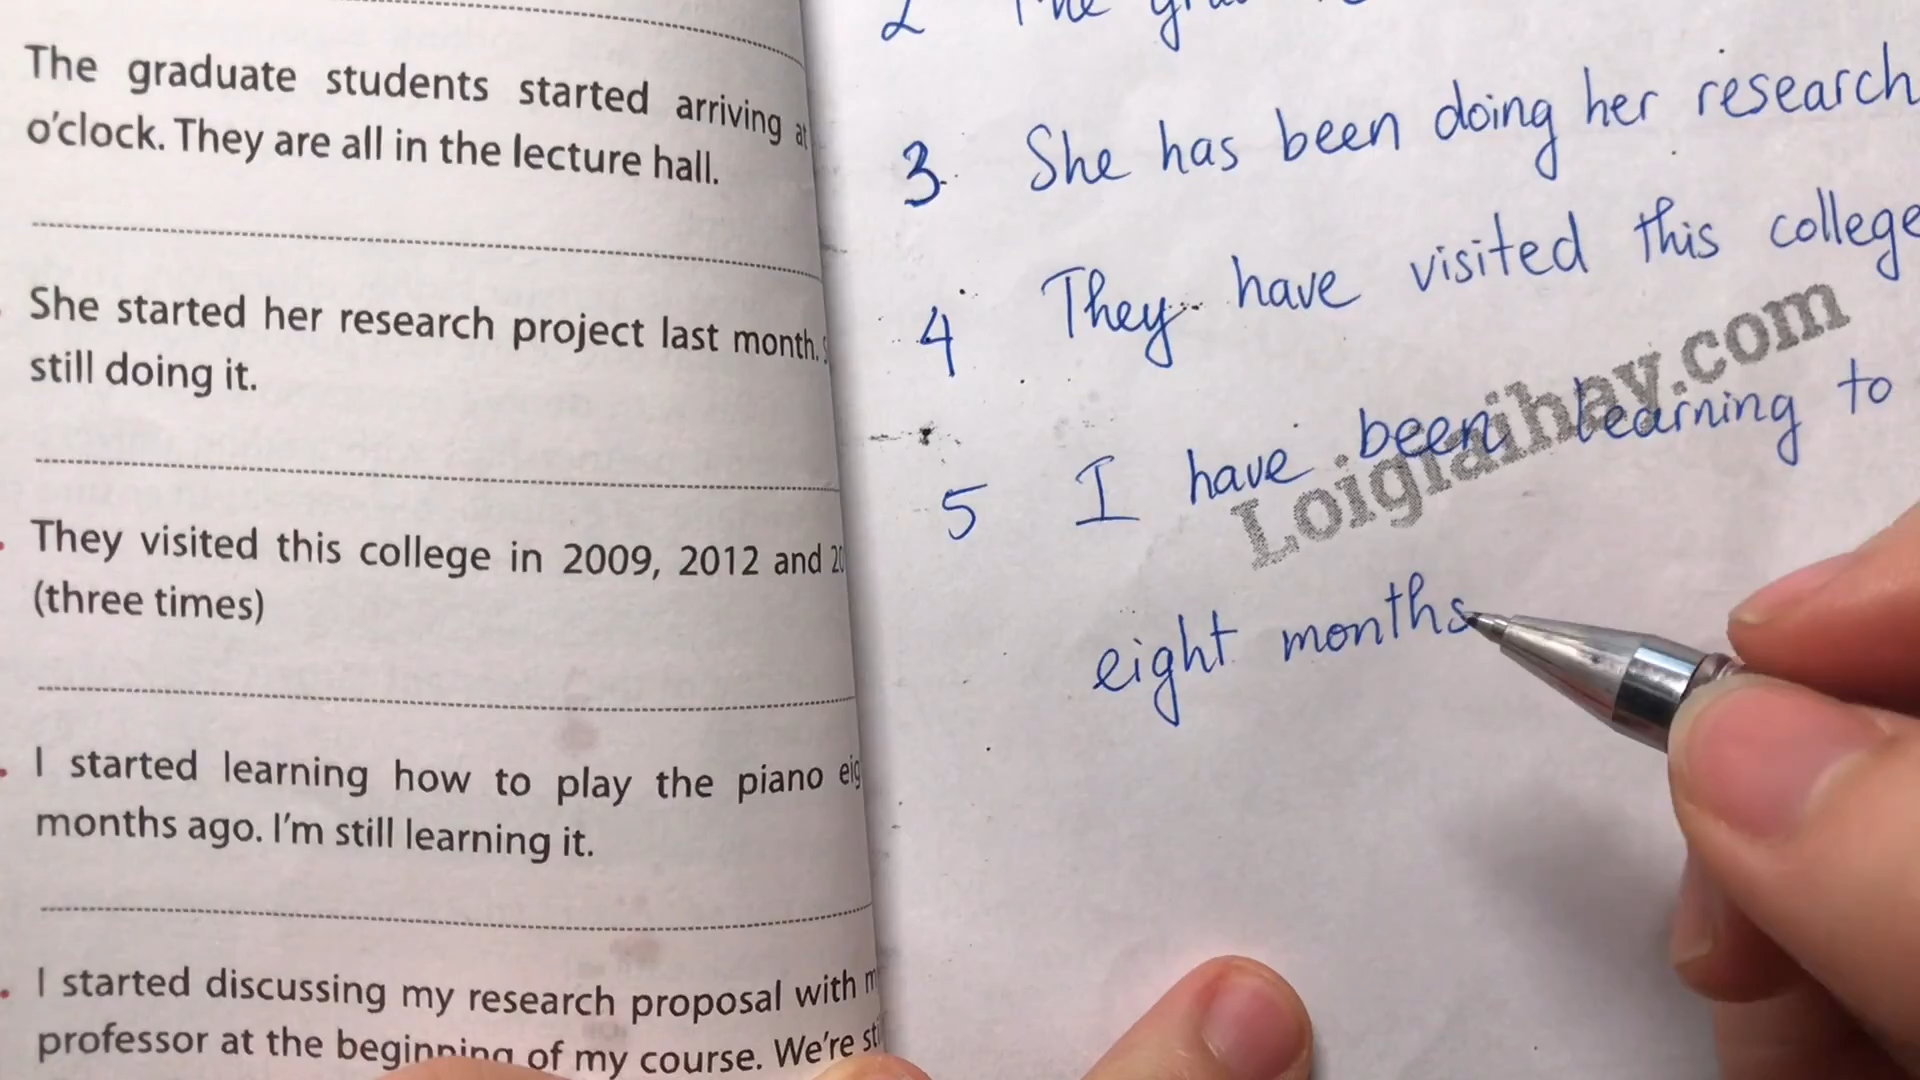 The graduate students started arriving at
o'clock. They are all in the lecture hall.
She started her research project last month.
still doing it.
They visited this college in 2009, 2012 and
(three times)
I started learning how to play the piano
months ago. I'm still learning it.
I started discussing my research proposal with
professor at the beginning of my course. We're
2 The
3. She has been doing her research
4 They have visited this college
5 I have been learning to
eight months
Loigiaihay.com